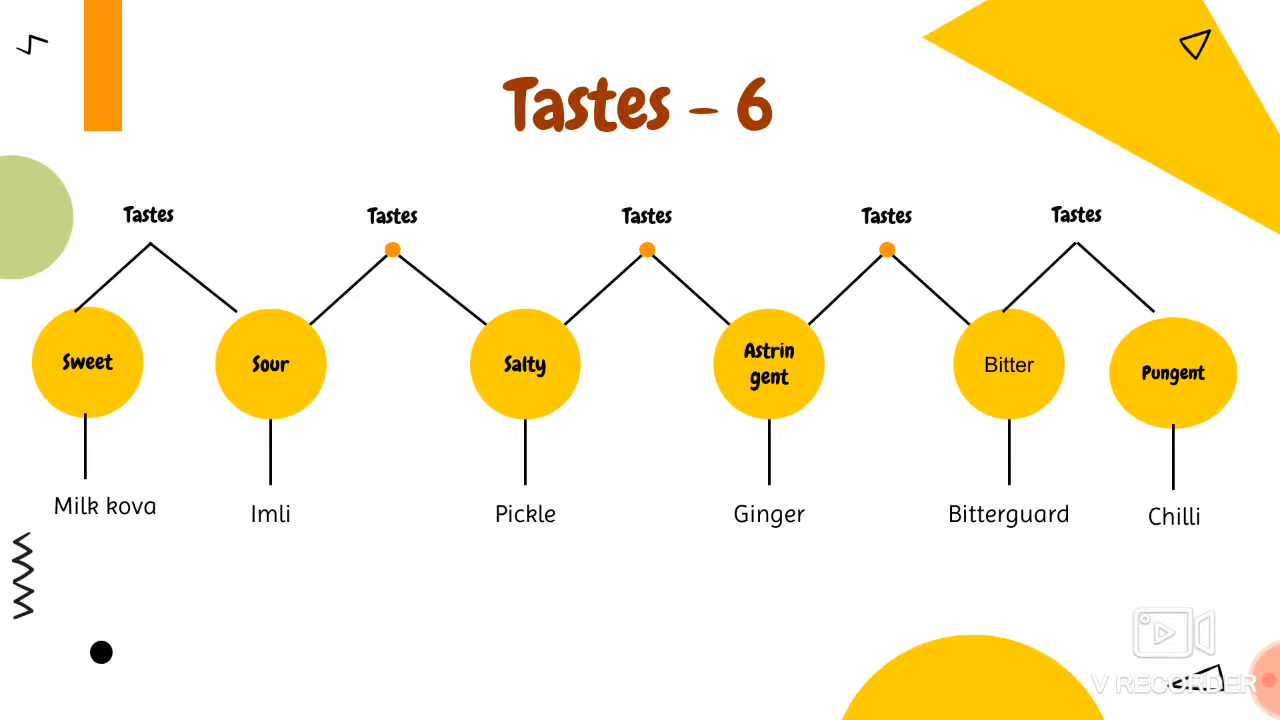 Tastes - 6
Tastes
Tastes
Tastes
Tastes
Tastes
Sweet
Sour
Salty
Astrin
gent
Bitter
Pungent
Milk kova
Imli
Pickle
Ginger
Bitterguard
Chilli
V RECORDER